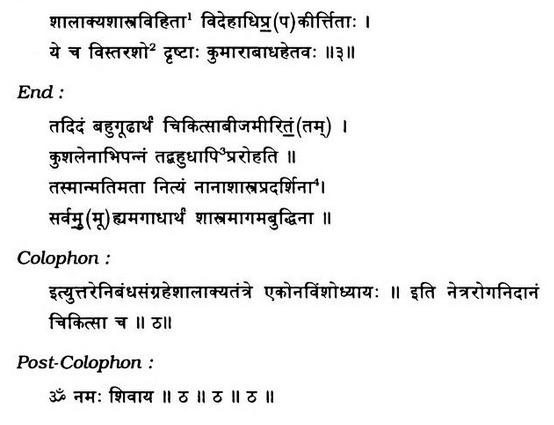 शालाक्यशास्त्रविहिता¹ विदेहाधिप्र(प)कीर्त्तिताः ।
ये च विस्तरशो² दृष्टाः कुमाराबाधहेतवः ॥३॥
End :
तदिदं बहुगूढार्थं चिकित्साबीजमीरितं(तम्) ।
कुशलेनाभिपन्नं तद्बहुधापि³प्ररोहति ॥
तस्मान्मतिमता नित्यं नानाशास्त्रप्रदर्शिना⁴।
सर्वमु(मू)ह्यमगाधार्थं शास्त्रमागमबुद्धिना ॥
Colophon :
इत्युत्तरेनिबंधसंग्रहेशालाक्यतंत्रे एकोनविंशोध्यायः ॥ इति नेत्ररोगनिदानं
चिकित्सा च ॥ ठ॥
Post-Colophon :
ॐ नमः शिवाय ॥ ठ ॥ ठ ॥ ठ ॥